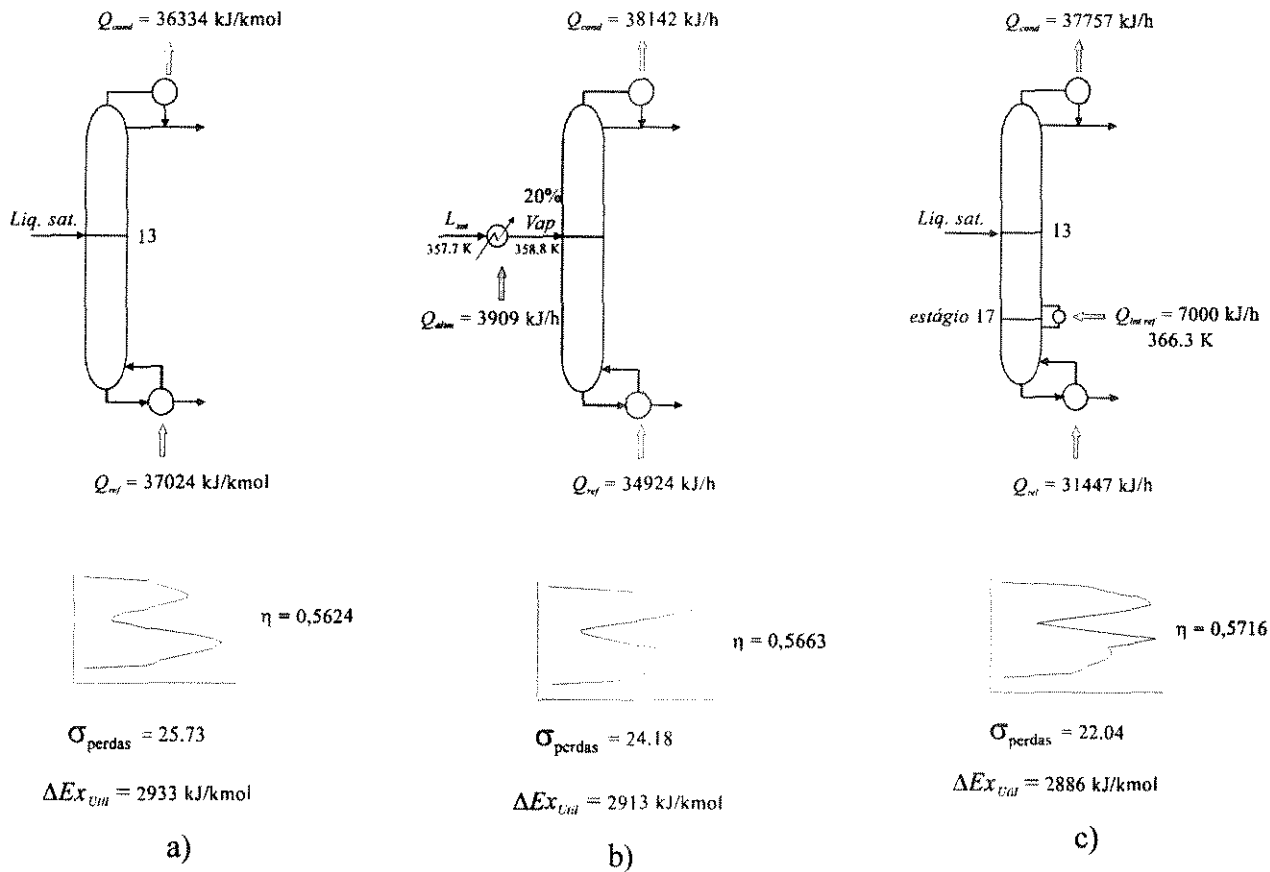 Q_cond = 36334 kJ/kmol
Liq. sat.
13
Q_ref = 37024 kJ/kmol
η = 0,5624
σ_perdas = 25.73
ΔEx_Util = 2933 kJ/kmol
a)
Q_cond = 38142 kJ/h
20%
L_sat
Vap
357.7 K
358.8 K
Q_alim = 3909 kJ/h
Q_ref = 34924 kJ/h
η = 0,5663
σ_perdas = 24.18
ΔEx_Util = 2913 kJ/kmol
b)
Q_cond = 37757 kJ/h
Liq. sat.
13
estágio 17
Q_int ref = 7000 kJ/h
366.3 K
Q_ref = 31447 kJ/h
η = 0,5716
σ_perdas = 22.04
ΔEx_Util = 2886 kJ/kmol
c)